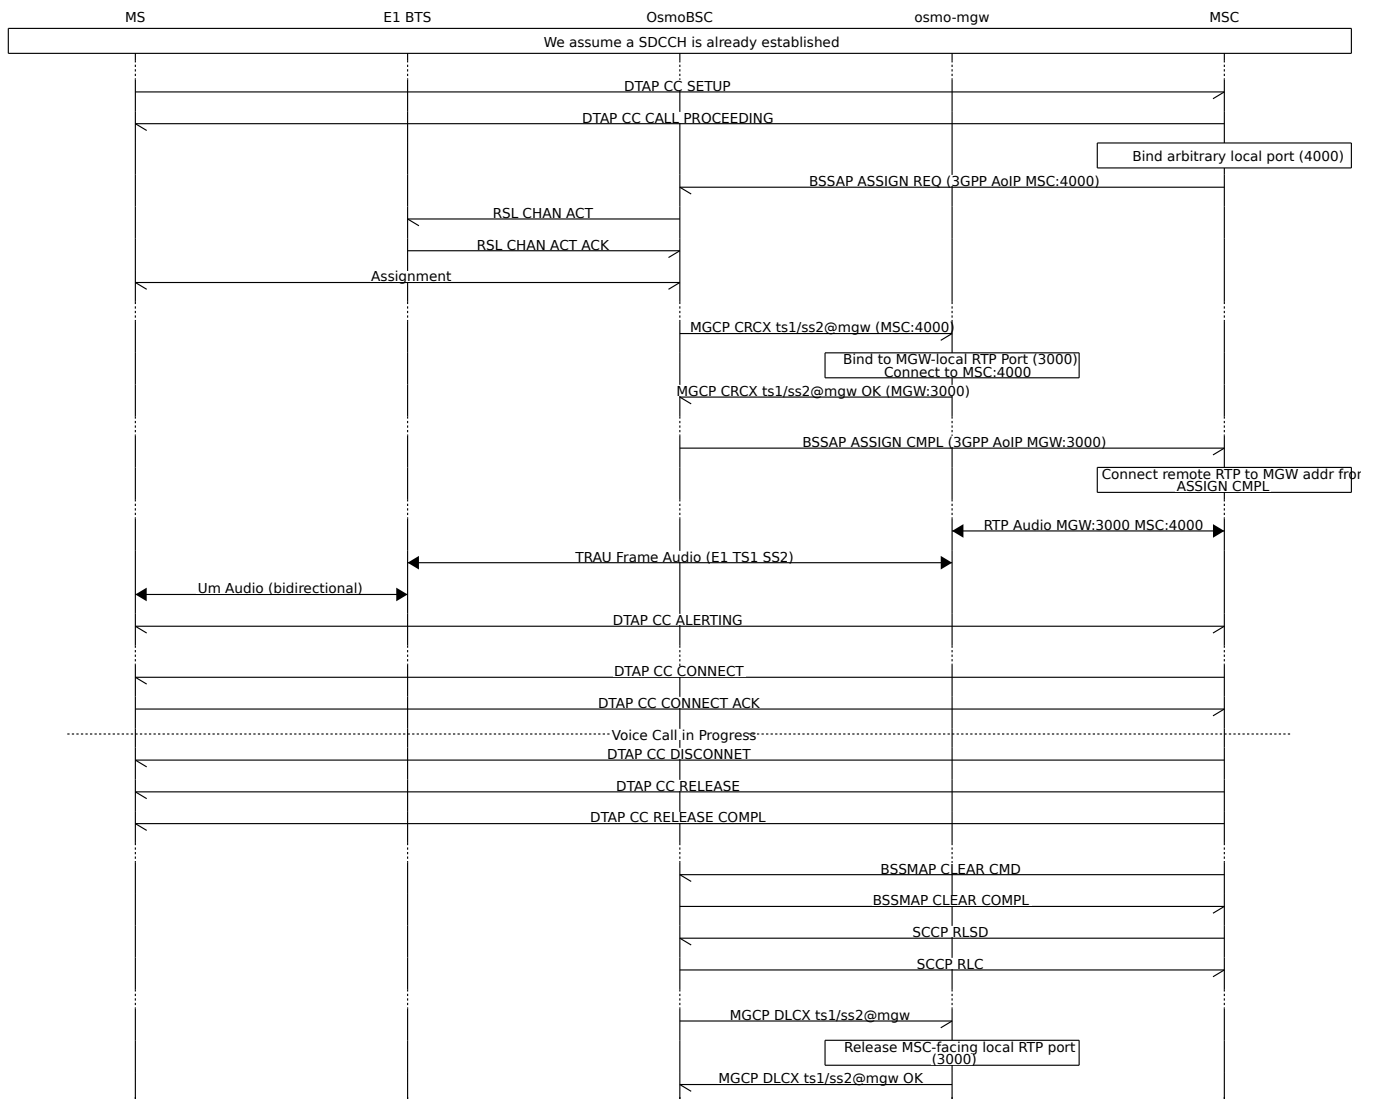 MS E1 BTS OsmoBSC osmo-mgw MSC
We assume a SDCCH is already established
DTAP CC SETUP
DTAP CC CALL PROCEEDING
Bind arbitrary local port (4000)
BSSAP ASSIGN REQ (3GPP AoIP MSC:4000)
RSL CHAN ACT
RSL CHAN ACT ACK
Assignment
MGCP CRCX ts1/ss2@mgw (MSC:4000)
Bind to MGW-local RTP Port (3000)
Connect to MSC:4000
MGCP CRCX ts1/ss2@mgw OK (MGW:3000)
BSSAP ASSIGN CMPL (3GPP AoIP MGW:3000)
Connect remote RTP to MGW addr from
ASSIGN CMPL
RTP Audio MGW:3000 MSC:4000
TRAU Frame Audio (E1 TS1 SS2)
Um Audio (bidirectional)
DTAP CC ALERTING
DTAP CC CONNECT
DTAP CC CONNECT ACK
Voice Call in Progress
DTAP CC DISCONNET
DTAP CC RELEASE
DTAP CC RELEASE COMPL
BSSMAP CLEAR CMD
BSSMAP CLEAR COMPL
SCCP RLSD
SCCP RLC
MGCP DLCX ts1/ss2@mgw
Release MSC-facing local RTP port
(3000)
MGCP DLCX ts1/ss2@mgw OK